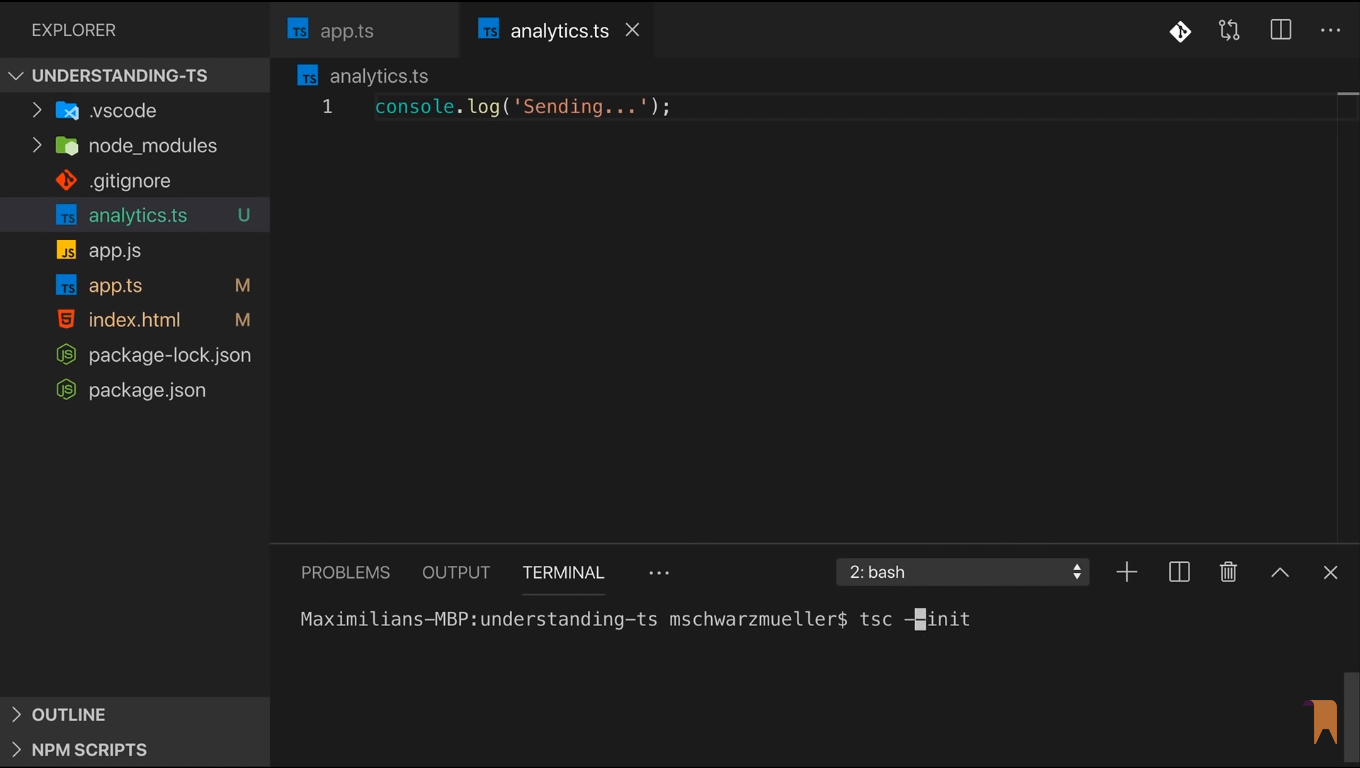 EXPLORER
UNDERSTANDING-TS
.vscode
node_modules
.gitignore
analytics.ts U
app.js
app.ts M
index.html M
package-lock.json
package.json
OUTLINE
NPM SCRIPTS
app.ts
analytics.ts
analytics.ts
1 console.log('Sending...');
PROBLEMS OUTPUT TERMINAL 2: bash
Maximilians-MBP:understanding-ts mschwarzmueller$ tsc --init